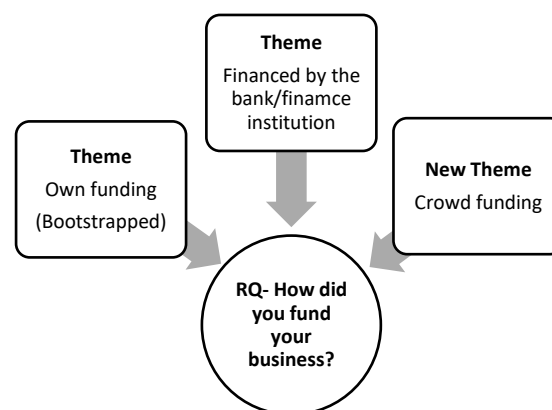 Theme
Financed by the
bank/finamce
institution
Theme
Own funding
(Bootstrapped)
New Theme
Crowd funding
RQ- How did
you fund
your
business?